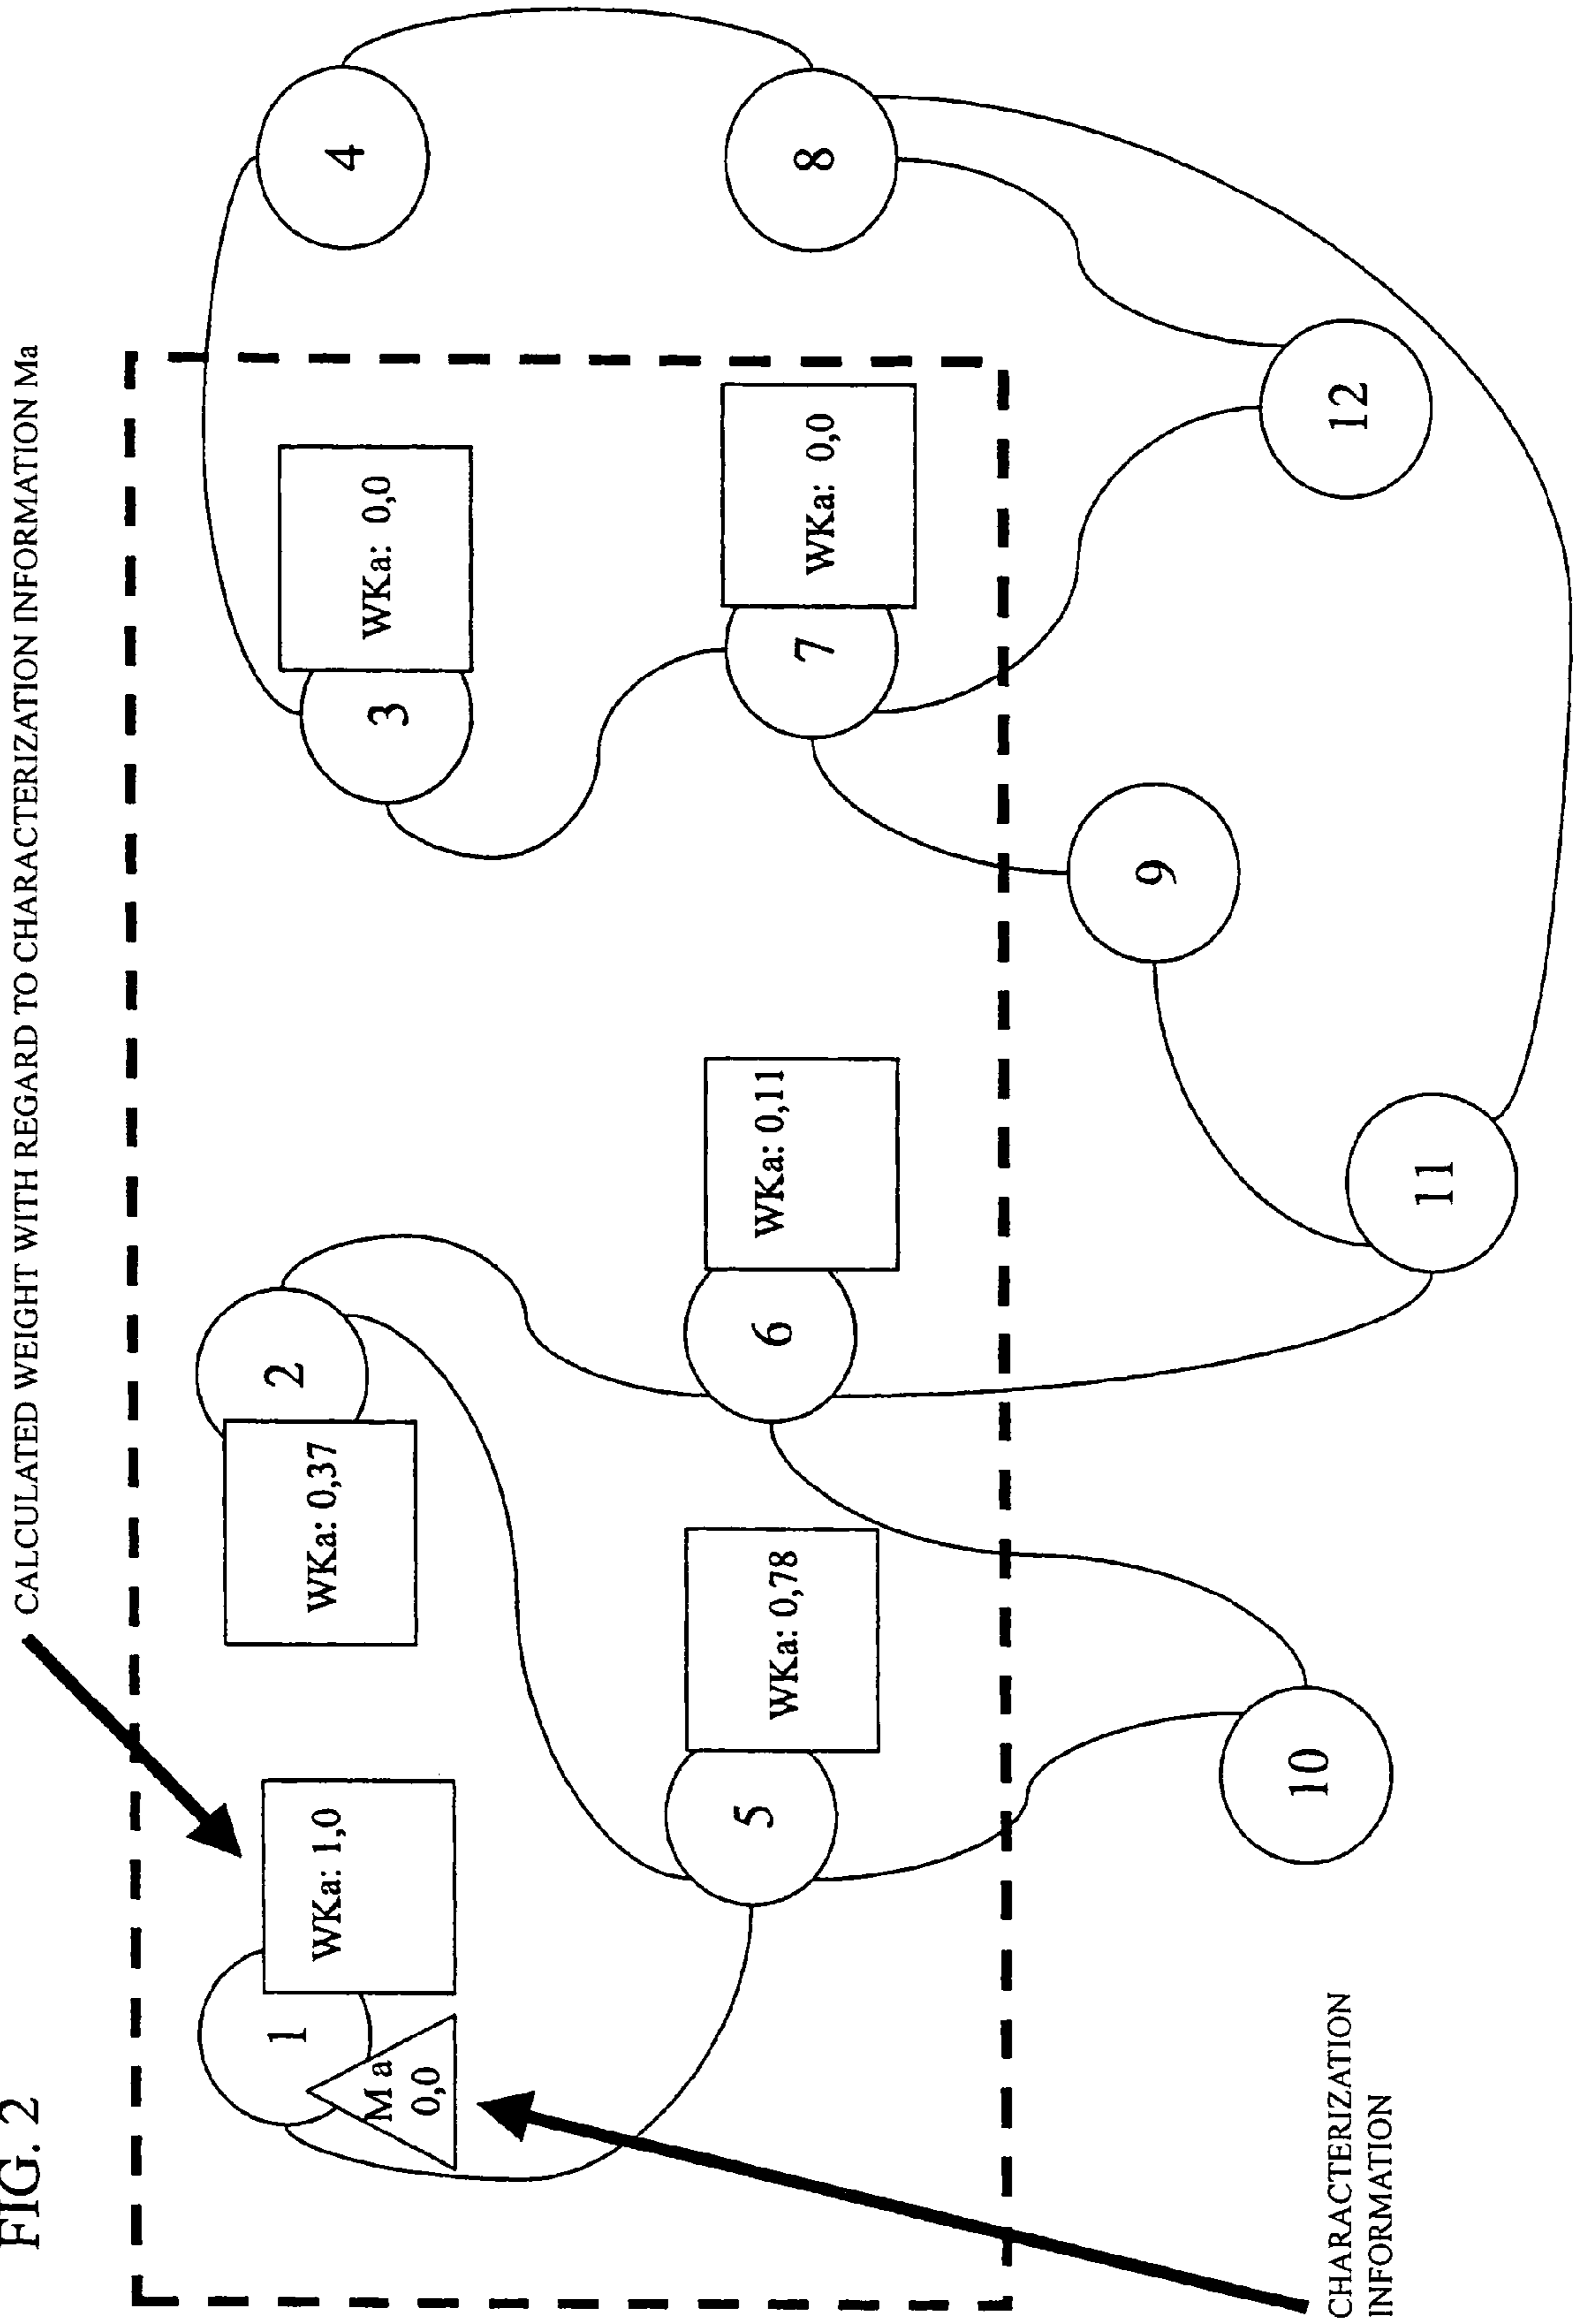 FIG. 2
CALCULATED WEIGHT WITH REGARD TO CHARACTERIZATION INFORMATION Ma
1
WKa: 1,0
Ma
0,0
2
WKa: 0,37
3
WKa: 0,0
4
5
WKa: 0,78
6
WKa: 0,11
7
WKa: 0,0
8
9
10
11
12
CHARACTERIZATION
INFORMATION